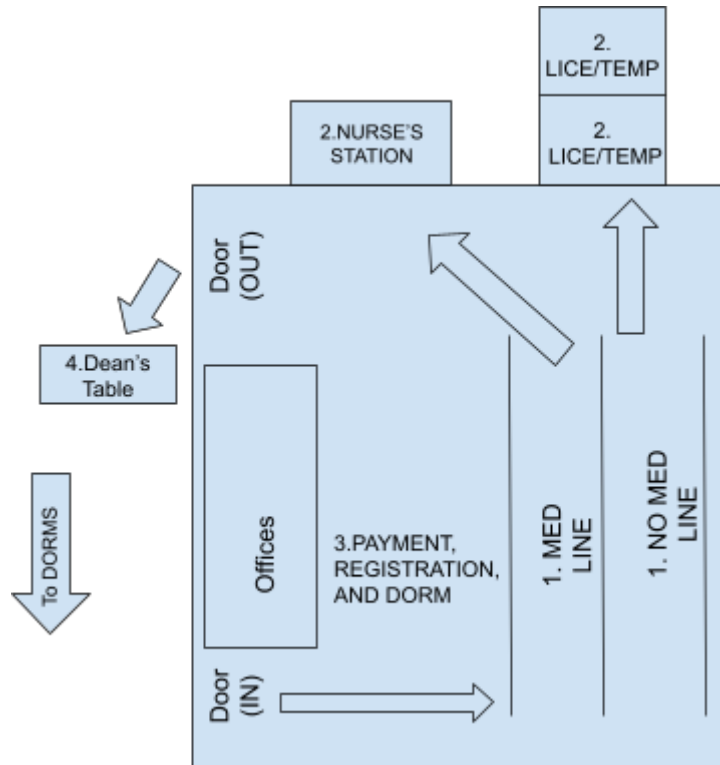 2.
LICE/TEMP
2.NURSE'S
STATION
2.
LICE/TEMP
Door
(OUT)
4.Dean's
Table
Offices
3.PAYMENT,
REGISTRATION,
AND DORM
1. MED
LINE
1. NO MED
LINE
To DORMS
Door
(IN)